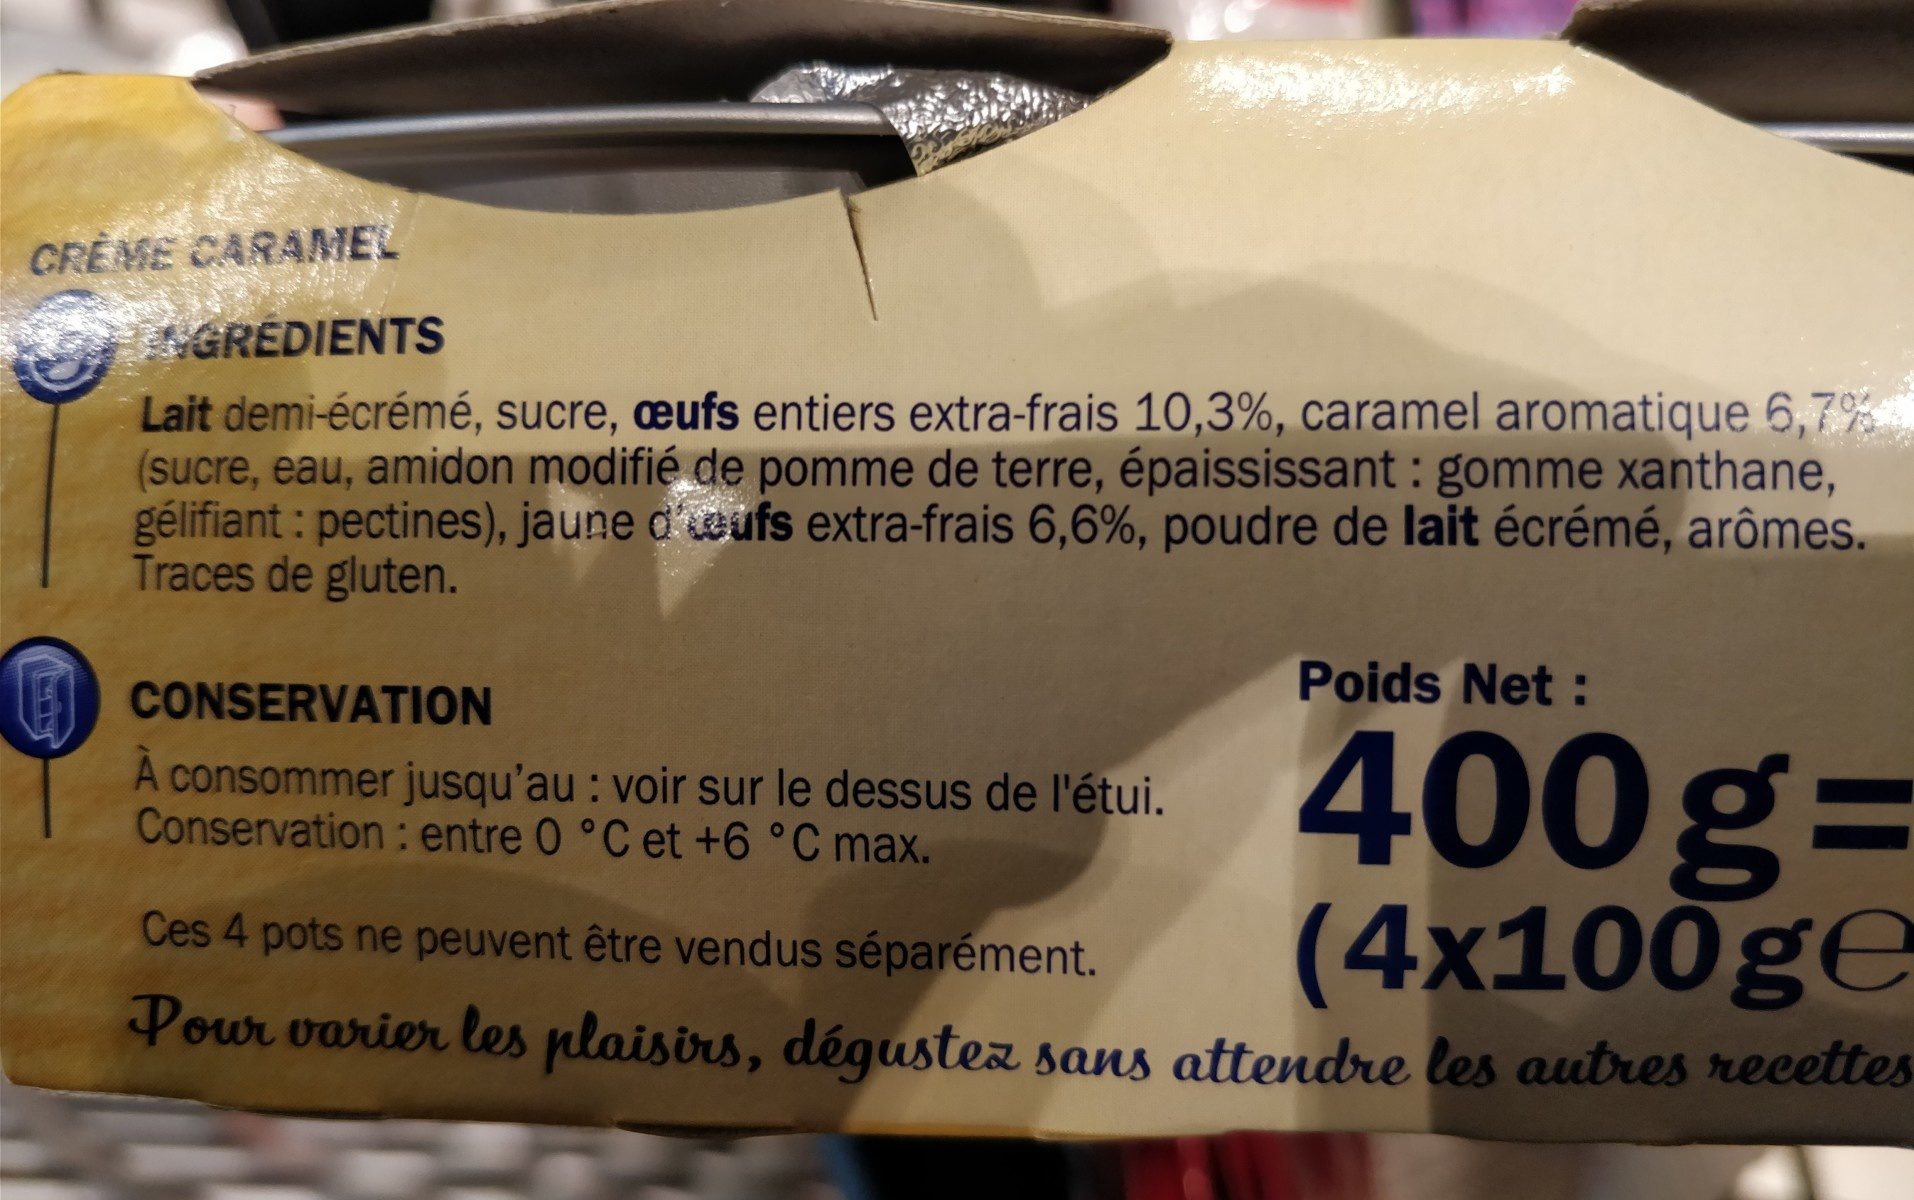 CRÈME CARAMEL
INGRÉDIENTS
Lait demi-écrémé, sucre, œufs entiers extra-frais 10,3%, caramel aromatique 6,7%
(sucre, eau, amidon modifié de pomme de terre, épaississant : gomme xanthane,
gélifiant : pectines), jaune d'œufs extra-frais 6,6%, poudre de lait écrémé, arômes.
Traces de gluten.
CONSERVATION
À consommer jusqu'au : voir sur le dessus de l'étui.
Conservation : entre 0 °C et +6 °C max.
Ces 4 pots ne peuvent être vendus séparément.
Poids Net :
400 g =
(4x100 g ℮
Pour varier les plaisirs, dégustez sans attendre les autres recettes